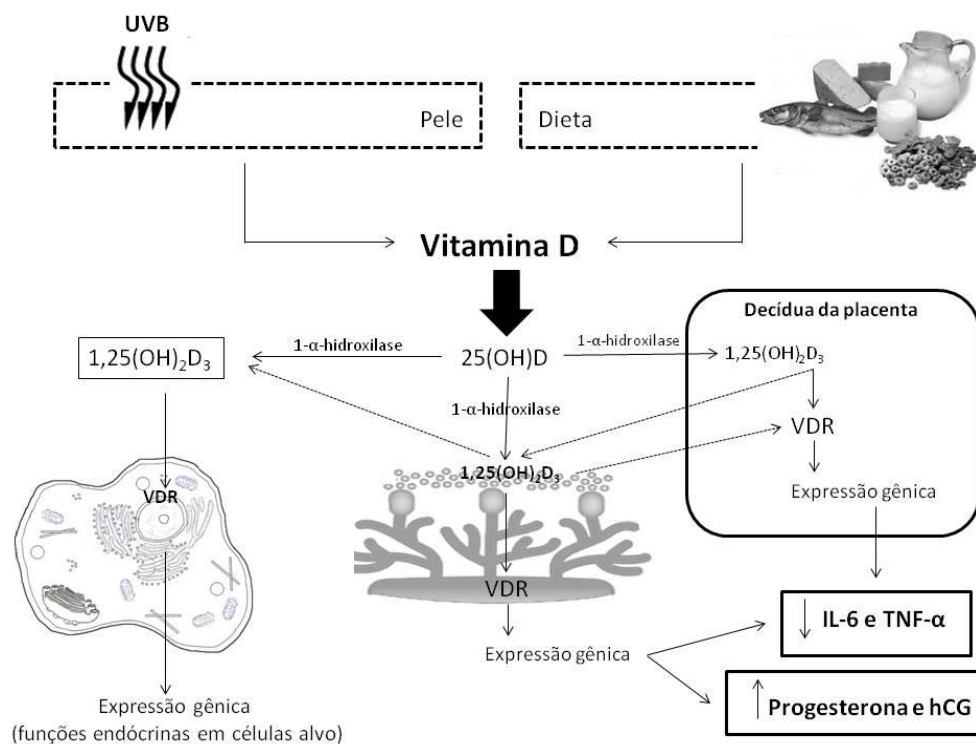 UVB
Pele
Dieta
Vitamina D
Decídua da placenta
1,25(OH)₂D₃
1-α-hidroxilase
25(OH)D
1-α-hidroxilase
1,25(OH)₂D₃
1-α-hidroxilase
VDR
1,25(OH)₂D₃
VDR
Expressão gênica
VDR
IL-6 e TNF-α
Expressão gênica
Progesterona e hCG
Expressão gênica
(funções endócrinas em células alvo)